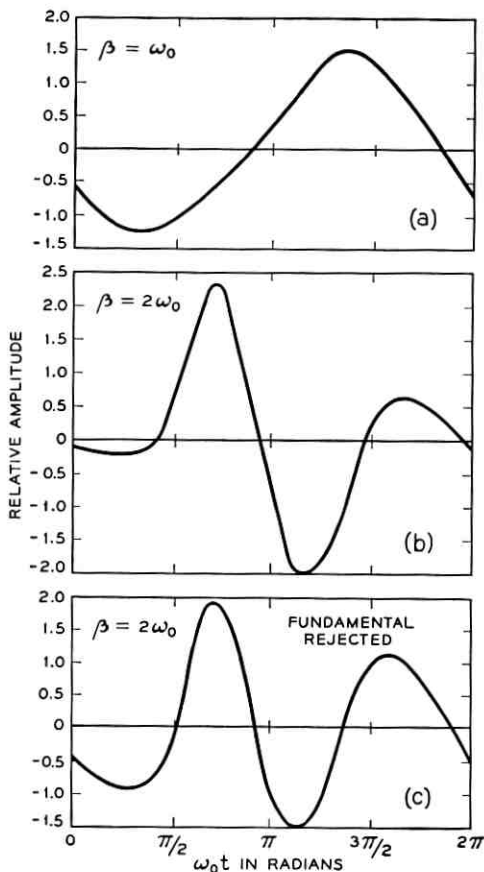 2.0
1.5
1.0
0.5
0
-0.5
-1.0
-1.5
β = ω₀
(a)
2.5
2.0
1.5
1.0
0.5
0
-0.5
-1.0
-1.5
-2.0
β = 2ω₀
(b)
RELATIVE AMPLITUDE
2.0
1.5
1.0
0.5
0
-0.5
-1.0
-1.5
β = 2ω₀
FUNDAMENTAL
REJECTED
(c)
0 π/2 π 3π/2 2π
ω₀t IN RADIANS